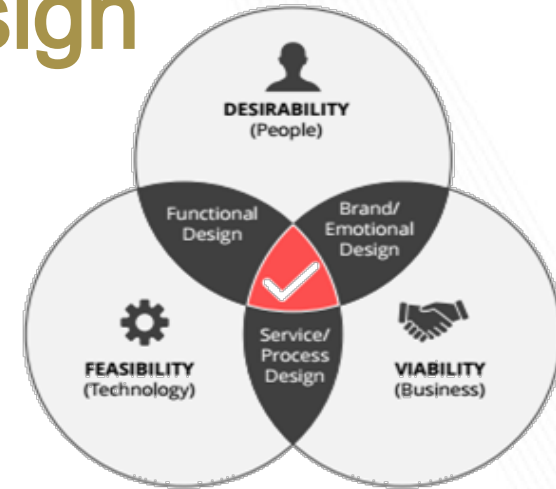 sign
DESIRABILITY
(People)
Functional
Design
Brand/
Emotional
Design
Service/
Process
Design
FEASIBILITY
(Technology)
VIABILITY
(Business)